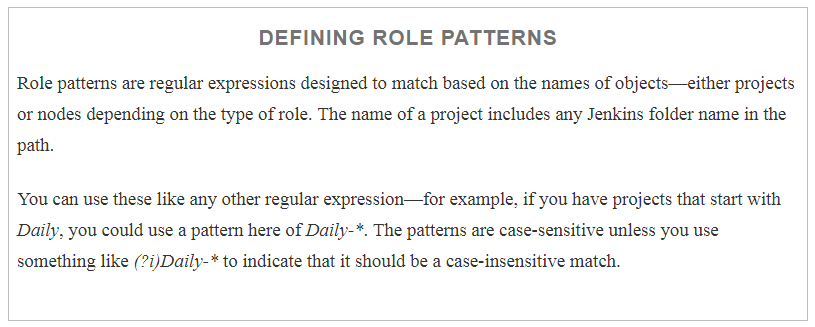 DEFINING ROLE PATTERNS
Role patterns are regular expressions designed to match based on the names of objects—either projects
or nodes depending on the type of role. The name of a project includes any Jenkins folder name in the
path.
You can use these like any other regular expression—for example, if you have projects that start with
Daily, you could use a pattern here of Daily-*. The patterns are case-sensitive unless you use
something like (?i)Daily-* to indicate that it should be a case-insensitive match.